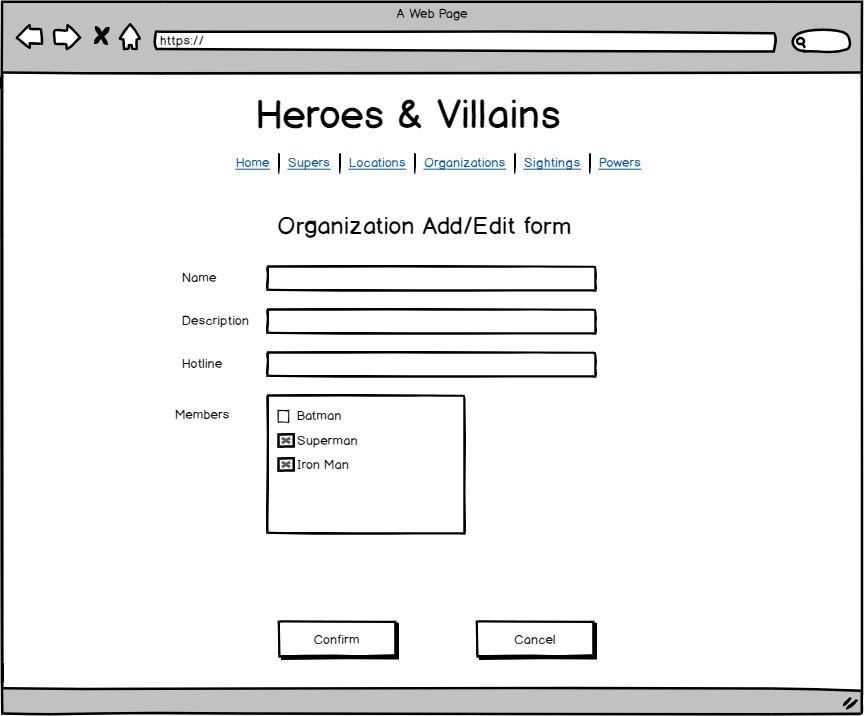 A Web Page
https://
Heroes & Villains
Home Supers Locations Organizations Sightings Powers
Organization Add/Edit form
Name
Description
Hotline
Members
Batman
Superman
Iron Man
Confirm Cancel